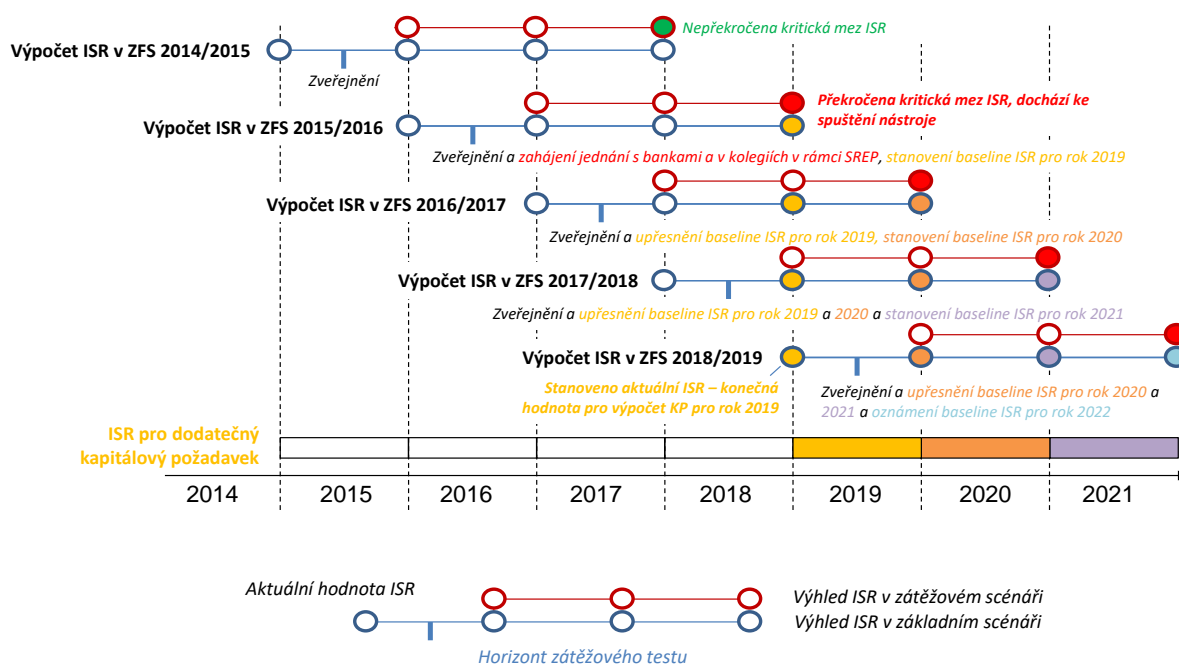 Nepřekročena kritická mez ISR
Výpočet ISR v ZFS 2014/2015
Zveřejnění
Překročena kritická mez ISR, dochází ke
spuštění nástroje
Výpočet ISR v ZFS 2015/2016
Zveřejnění a zahájení jednání s bankami a v kolegiích v rámci SREP, stanovení baseline ISR pro rok 2019
Výpočet ISR v ZFS 2016/2017
Zveřejnění a upřesnění baseline ISR pro rok 2019, stanovení baseline ISR pro rok 2020
Výpočet ISR v ZFS 2017/2018
Zveřejnění a upřesnění baseline ISR pro rok 2019 a 2020 a stanovení baseline ISR pro rok 2021
Výpočet ISR v ZFS 2018/2019
Stanoveno aktuální ISR – konečná
hodnota pro výpočet KP pro rok 2019
Zveřejnění a upřesnění baseline ISR pro rok 2020 a
2021 a oznámení baseline ISR pro rok 2022
ISR pro dodatečný
kapitálový požadavek
2014 2015 2016 2017 2018 2019 2020 2021
Aktuální hodnota ISR
Výhled ISR v zátěžovém scénáři
Výhled ISR v základním scénáři
Horizont zátěžového testu